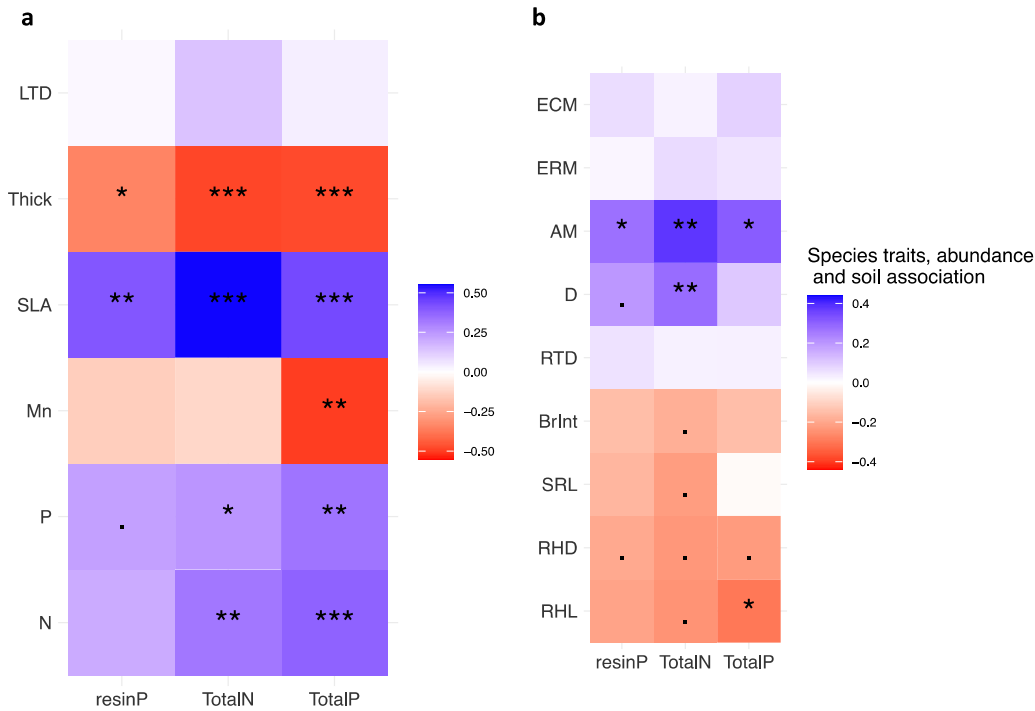 a
LTD
Thick
* *** ***
SLA
** *** ***
Mn
**
P
. * **
N
** ***
resinP TotalN TotalP
0.50
0.25
0.00
−0.25
−0.50
b
ECM
ERM
AM
* ** *
D
. **
RTD
BrInt
.
SRL
.
RHD
. . .
RHL
. *
resinP TotalN TotalP
Species traits, abundance
and soil association
0.4
0.2
0.0
−0.2
−0.4